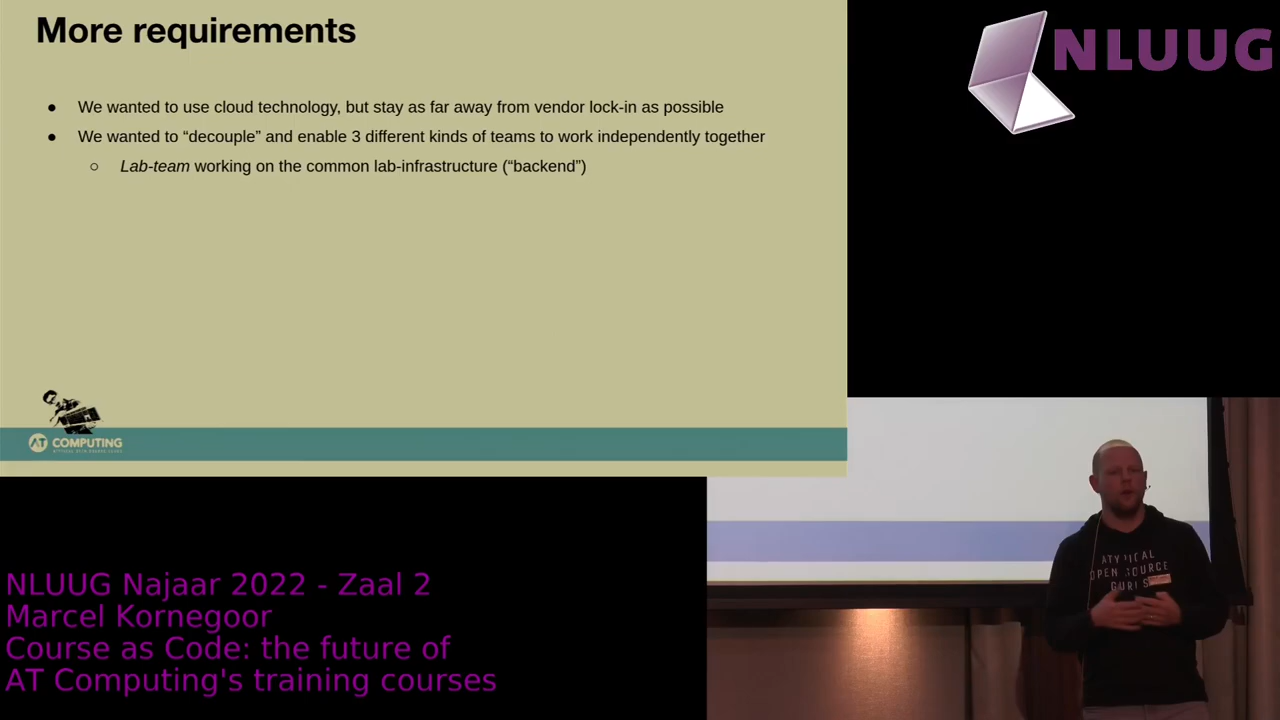 More requirements
● We wanted to use cloud technology, but stay as far away from vendor lock-in as possible
● We wanted to “decouple” and enable 3 different kinds of teams to work independently together
○ Lab-team working on the common lab-infrastructure (“backend”)
AT COMPUTING
NLUUG
ATYPICAL
OPEN SOURCE
NLUUG Najaar 2022 - Zaal 2
Marcel Kornegoor
Course as Code: the future of
AT Computing's training courses